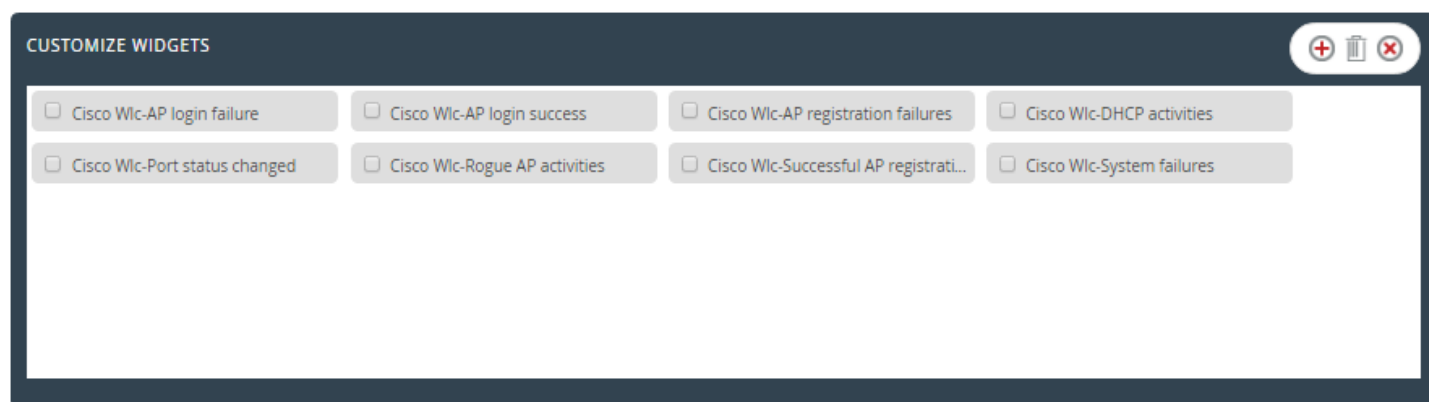 CUSTOMIZE WIDGETS
Cisco Wlc-AP login failure
Cisco Wlc-AP login success
Cisco Wlc-AP registration failures
Cisco Wlc-DHCP activities
Cisco Wlc-Port status changed
Cisco Wlc-Rogue AP activities
Cisco Wlc-Successful AP registrati...
Cisco Wlc-System failures